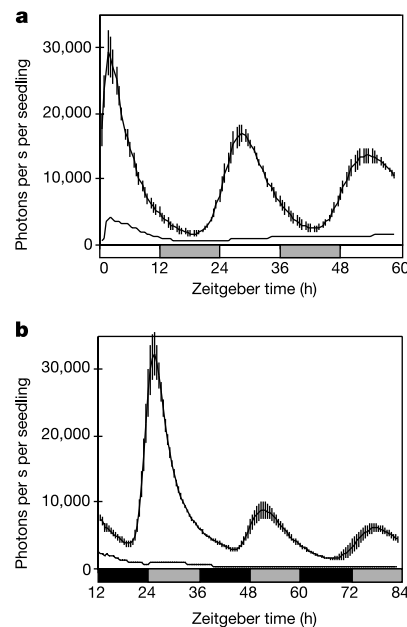 a
Photons per s per seedling
30,000
20,000
10,000
0
0 12 24 36 48 60
Zeitgeber time (h)
b
Photons per s per seedling
30,000
20,000
10,000
0
12 24 36 48 60 72 84
Zeitgeber time (h)